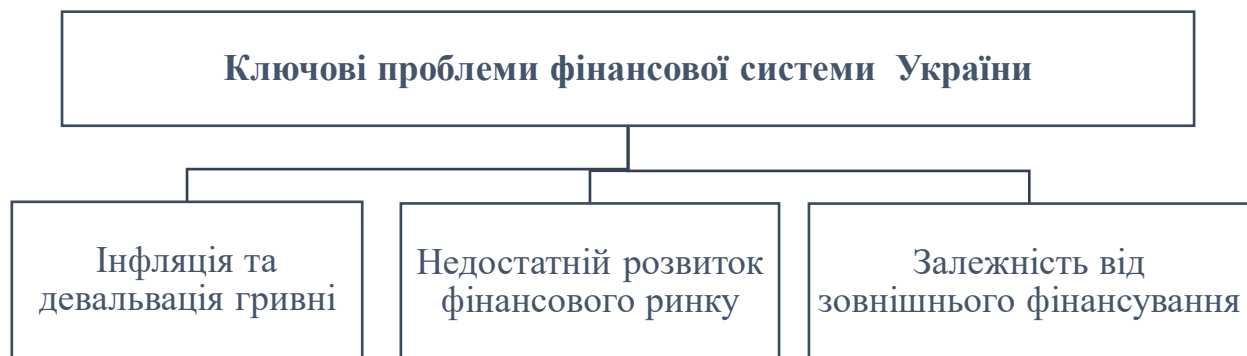 Ключові проблеми фінансової системи України
Інфляція та
девальвація гривні
Недостатній розвиток
фінансового ринку
Залежність від
зовнішнього фінансування